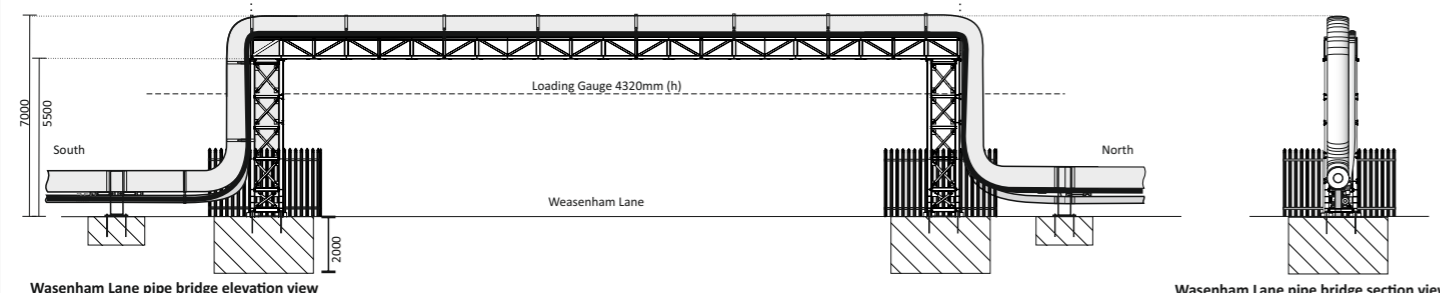 7000
5500
Loading Gauge 4320mm (h)
South
North
Weasenham Lane
2000
Wasenham Lane pipe bridge elevation view
Wasenham Lane pipe bridge section view